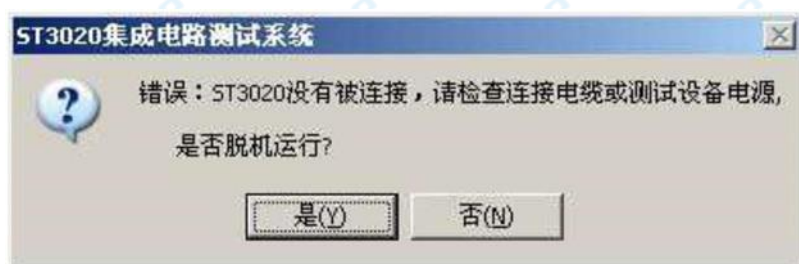 ST3020集成电路测试系统
错误：ST3020没有被连接，请检查连接电缆或测试设备电源,
是否脱机运行?
是(Y)
否(N)